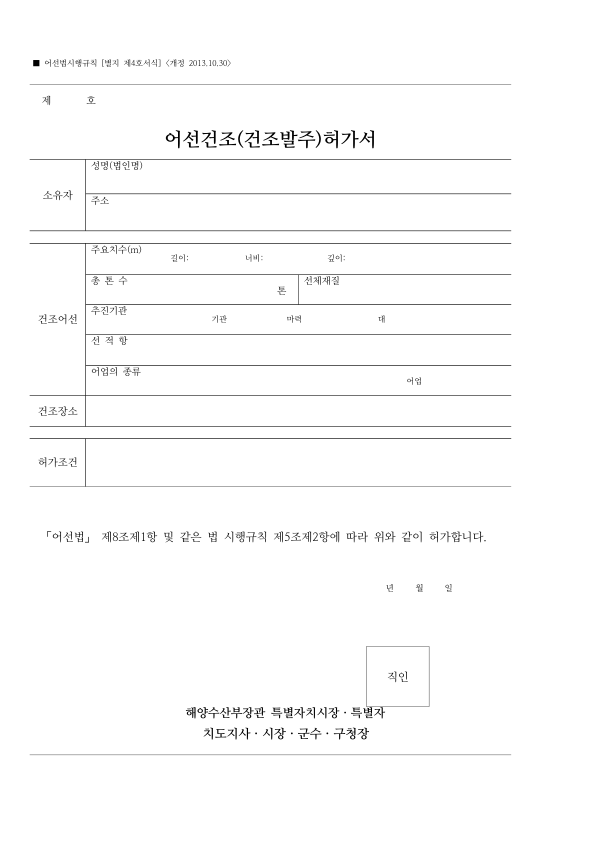 ■ 어선법시행규칙 [별지 제4호서식] <개정 2013.10.30>
제 호
어선건조(건조발주)허가서
소유자
성명(법인명)
주소
건조어선
주요치수(m)
길이: 너비: 깊이:
총 톤 수
톤
선체재질
추진기관
기관 마력 대
선 적 항
어업의 종류
어업
건조장소
허가조건
「어선법」 제8조제1항 및 같은 법 시행규칙 제5조제2항에 따라 위와 같이 허가합니다.
년 월 일
직인
해양수산부장관 특별자치시장ㆍ특별자
치도지사ㆍ시장ㆍ군수ㆍ구청장